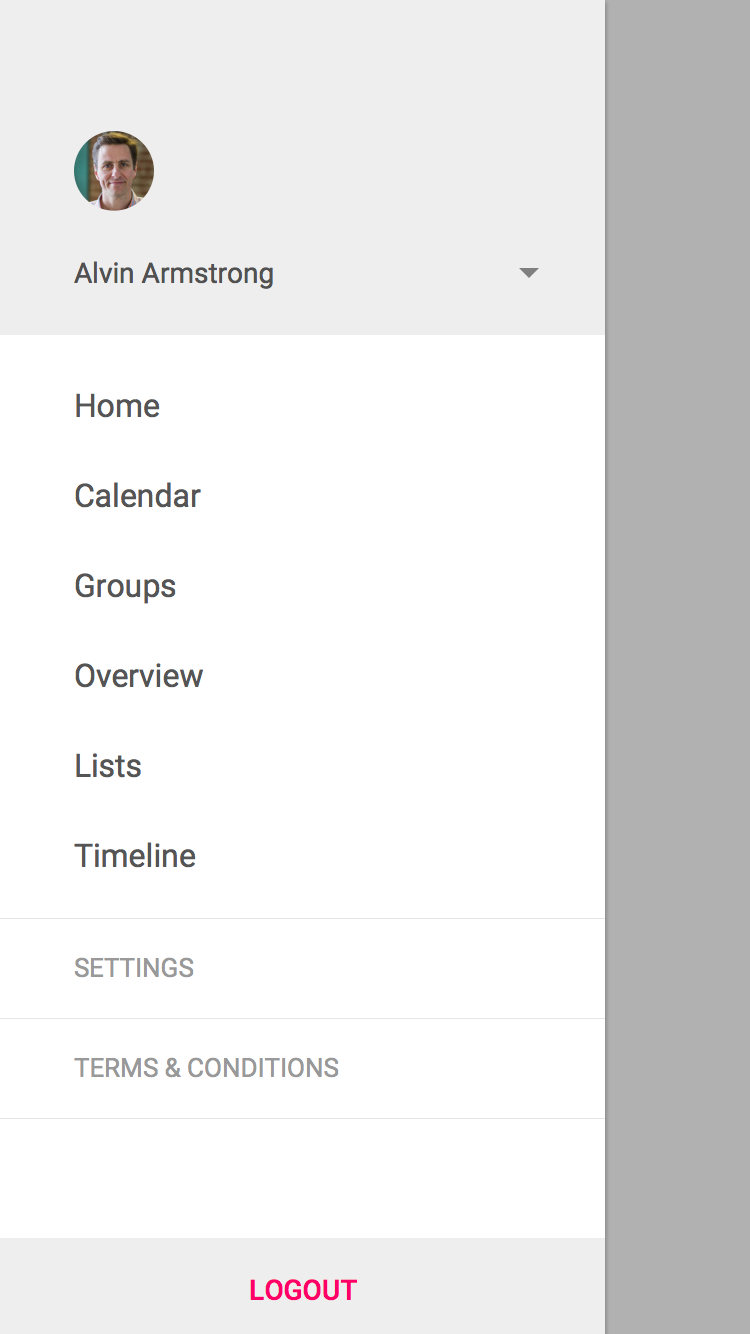 Alvin Armstrong
Home
Calendar
Groups
Overview
Lists
Timeline
SETTINGS
TERMS & CONDITIONS
LOGOUT